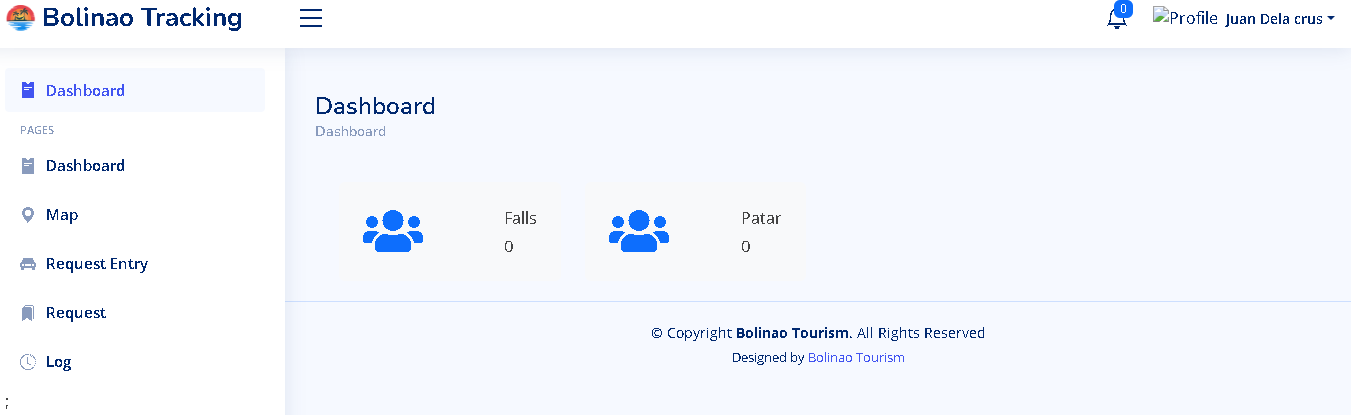 Bolinao Tracking
0
Profile Juan Dela crus
Dashboard
PAGES
Dashboard
Map
Request Entry
Request
Log
;
Dashboard
Dashboard
Falls
0
Patar
0
© Copyright Bolinao Tourism. All Rights Reserved
Designed by Bolinao Tourism